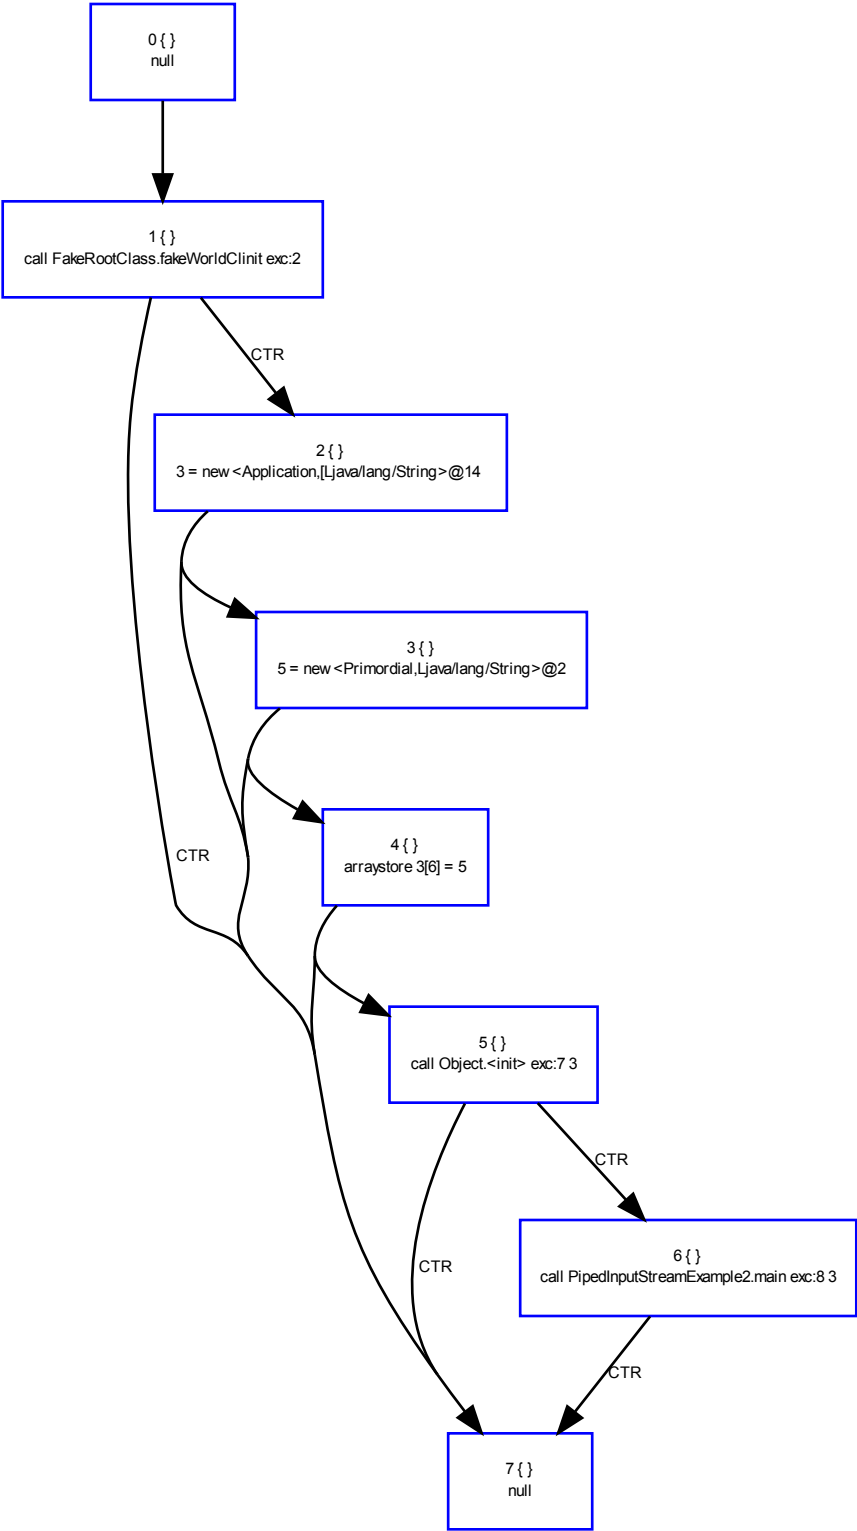 0 { }
null
1 { }
call FakeRootClass.fakeWorldClinit exc:2
CTR
2 { }
3 = new <Application,[Ljava/lang/String>@14
3 { }
5 = new <Primordial,Ljava/lang/String>@2
4 { }
arraystore 3[6] = 5
CTR
5 { }
call Object.<init> exc:7 3
CTR
6 { }
call PipedInputStreamExample2.main exc:8 3
CTR
CTR
7 { }
null